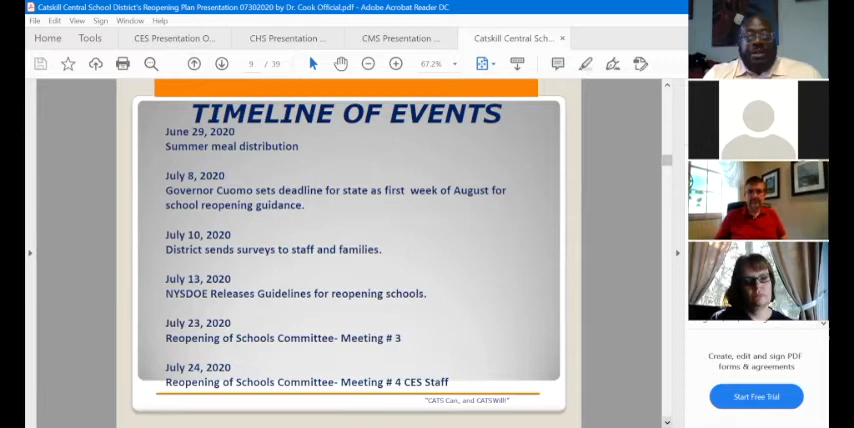 Catskill Central School District's Reopening Plan Presentation 07302020 by Dr. Cook Official.pdf - Adobe Acrobat Reader DC
File Edit View Sign Window Help
Home Tools CES Presentation O... CHS Presentation ... CMS Presentation ... Catskill Central Sch... ×
9 / 39 67.2%
TIMELINE OF EVENTS
June 29, 2020
Summer meal distribution
July 8, 2020
Governor Cuomo sets deadline for state as first week of August for
school reopening guidance.
July 10, 2020
District sends surveys to staff and families.
July 13, 2020
NYSDOE Releases Guidelines for reopening schools.
July 23, 2020
Reopening of Schools Committee- Meeting # 3
July 24, 2020
Reopening of Schools Committee- Meeting # 4 CES Staff
"CATS Can, and CATS Will!"
Create, edit and sign PDF
forms & agreements
Start Free Trial